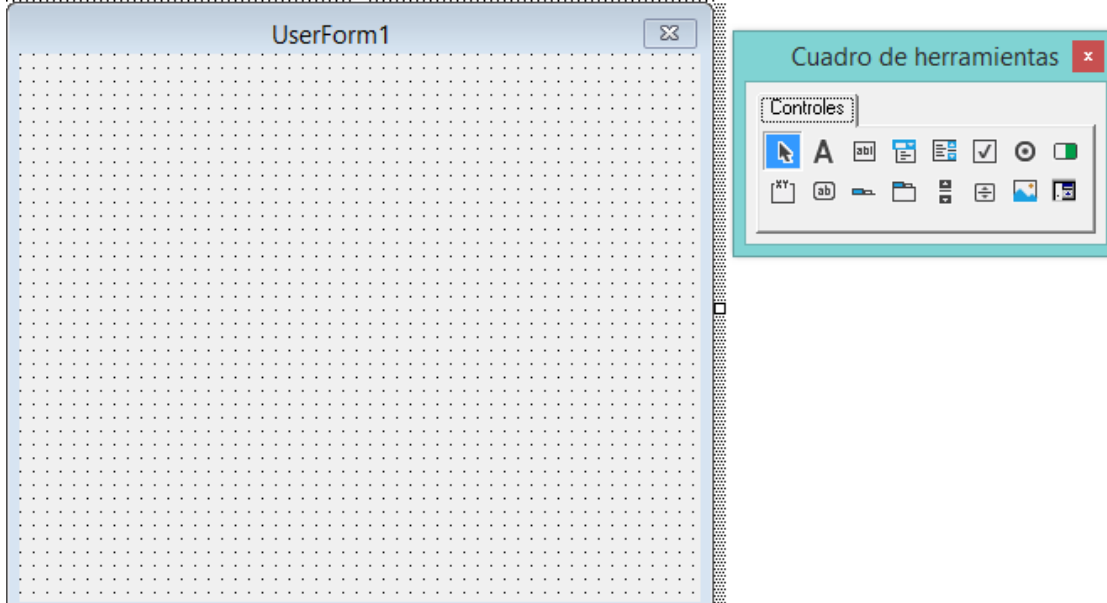 UserForm1
Cuadro de herramientas
Controles
A
abl
XY
ab